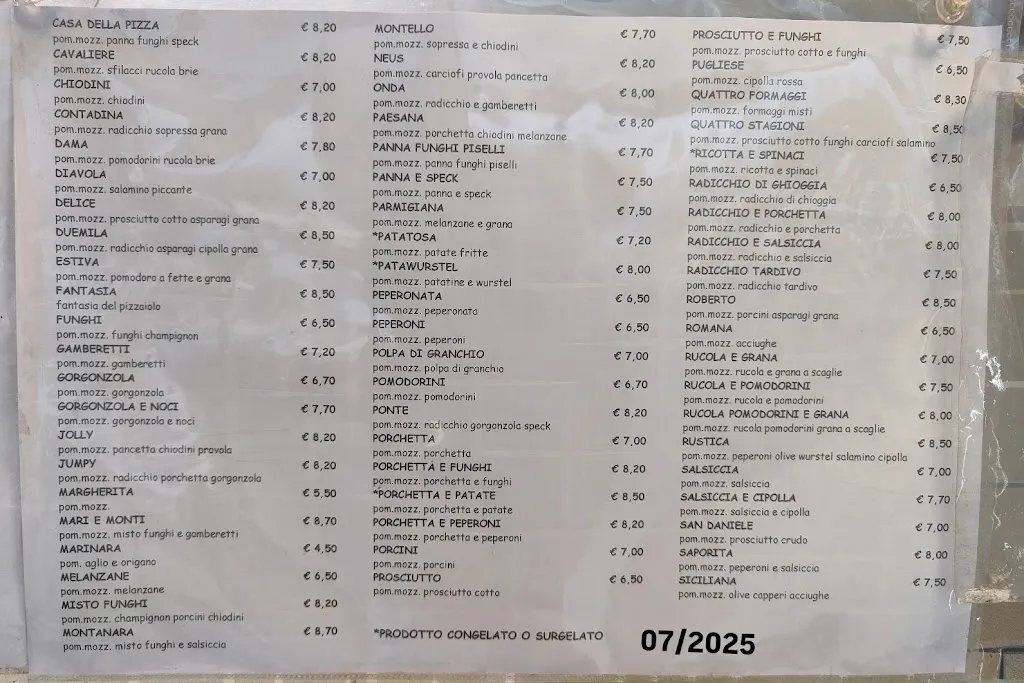 CASA DELLA PIZZA € 8,20
pom.mozz. panna funghi speck
CAVALIERE € 8,20
pom.mozz. sfilacci rucola brie
CHIODINI € 7,00
pom.mozz. chiodini
CONTADINA € 8,20
pom.mozz. radicchio sopressa grana
DAMA € 7,80
pom.mozz. pomodorini rucola brie
DIAVOLA € 7,00
pom.mozz. salamino piccante
DELICE € 8,20
pom.mozz. prosciutto cotto asparagi grana
DUEMILA € 8,50
pom.mozz. radicchio asparagi cipolla grana
ESTIVA € 7,50
pom.mozz. pomodoro a fette e grana
FANTASIA € 8,50
fantasia del pizzaiolo
FUNGHI € 6,50
pom.mozz. funghi champignon
GAMBERETTI € 7,20
pom.mozz. gamberetti
GORGONZOLA € 6,70
pom.mozz. gorgonzola
GORGONZOLA E NOCI € 7,70
pom.mozz. gorgonzola e noci
JOLLY € 8,20
pom.mozz. pancetta chiodini provola
JUMPY € 8,20
pom.mozz. radicchio porchetta gorgonzola
MARGHERITA € 5,50
pom.mozz.
MARI E MONTI € 8,70
pom.mozz. misto funghi e gamberetti
MARINARA € 4,50
pom. aglio e origano
MELANZANE € 6,50
pom.mozz. melanzane
MISTO FUNGHI € 8,20
pom.mozz. champignon porcini chiodini
MONTANARA € 8,70
pom.mozz. misto funghi e salsiccia
MONTELLO € 7,70
pom.mozz. sopressa e chiodini
NEUS € 8,20
pom.mozz. carciofi provola pancetta
ONDA € 8,00
pom.mozz. radicchio e gamberetti
PAESANA € 8,20
pom.mozz. porchetta chiodini melanzane
PANNA FUNGHI PISELLI € 7,70
pom.mozz. panna funghi piselli
PANNA E SPECK € 7,50
pom.mozz. panna e speck
PARMIGIANA € 7,50
pom.mozz. melanzane e grana
*PATATOSA € 7,20
pom.mozz. patate fritte
*PATAWURSTEL € 8,00
pom.mozz. patatine e wurstel
PEPERONATA € 6,50
pom.mozz. peperonata
PEPERONI € 6,50
pom.mozz. peperoni
POLPA DI GRANCHIO € 7,00
pom.mozz. polpa di granchio
POMODORINI € 6,70
pom.mozz. pomodorini
PONTE € 8,20
pom.mozz. radicchio gorgonzola speck
PORCHETTA € 7,00
pom.mozz. porchetta
PORCHETTA E FUNGHI € 8,20
pom.mozz. porchetta e funghi
*PORCHETTA E PATATE € 8,50
pom.mozz. porchetta e patate
PORCHETTA E PEPERONI € 8,20
pom.mozz. porchetta e peperoni
PORCINI € 7,00
pom.mozz. porcini
PROSCIUTTO € 6,50
pom.mozz. prosciutto cotto
PROSCIUTTO E FUNGHI € 7,50
pom.mozz. prosciutto cotto e funghi
PUGLIESE € 6,50
pom.mozz. cipolla rossa
QUATTRO FORMAGGI € 8,30
pom.mozz. formaggi misti
QUATTRO STAGIONI € 8,50
pom.mozz. prosciutto cotto funghi carciofi salamino
*RICOTTA E SPINACI € 7,50
pom.mozz. ricotta e spinaci
RADICCHIO DI GHIOGGIA € 6,50
pom.mozz. radicchio di chioggia
RADICCHIO E PORCHETTA € 8,00
pom.mozz. radicchio e porchetta
RADICCHIO E SALSICCIA € 8,00
pom.mozz. radicchio e salsiccia
RADICCHIO TARDIVO € 7,50
pom.mozz. radicchio tardivo
ROBERTO € 8,50
pom.mozz. porcini asparagi grana
ROMANA € 6,50
pom.mozz. acciughe
RUCOLA E GRANA € 7,00
pom.mozz. rucola e grana a scaglie
RUCOLA E POMODORINI € 7,50
pom.mozz. rucola e pomodorini
RUCOLA POMODORINI E GRANA € 8,00
pom.mozz. rucola pomodorini grana a scaglie
RUSTICA € 8,50
pom.mozz. peperoni olive wurstel salamino cipolla
SALSICCIA € 7,00
pom.mozz. salsiccia
SALSICCIA E CIPOLLA € 7,70
pom.mozz. salsiccia e cipolla
SAN DANIELE € 7,00
pom.mozz. prosciutto crudo
SAPORITA € 8,00
pom.mozz. peperoni e salsiccia
SICILIANA € 7,50
pom.mozz. olive capperi acciughe
*PRODOTTO CONGELATO O SURGELATO
07/2025